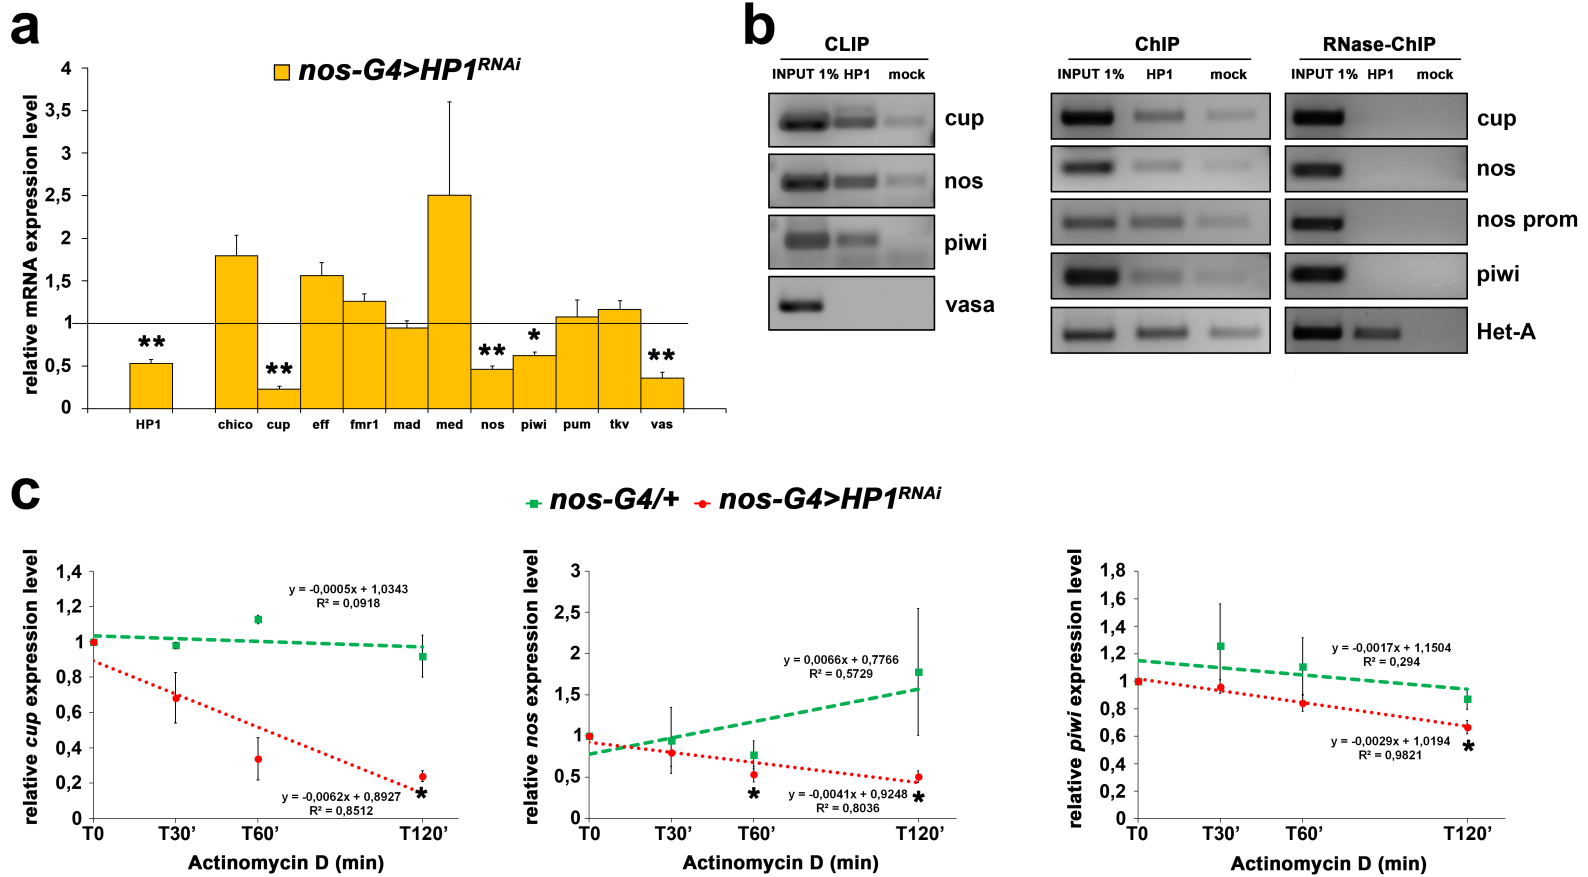 a
nos-G4>HP1RNAi
relative mRNA expression level
4
3,5
3
2,5
2
1,5
1
0,5
0
** ** ** * **
HP1 chico cup eff fmr1 mad med nos piwi pum tkv vas
b
CLIP
INPUT 1% HP1 mock
cup
nos
piwi
vasa
ChIP
INPUT 1% HP1 mock
RNase-ChIP
INPUT 1% HP1 mock
cup
nos
nos prom
piwi
Het-A
c
nos-G4/+ nos-G4>HP1RNAi
relative cup expression level
1,4
1,2
1
0,8
0,6
0,4
0,2
0
y = -0,0005x + 1,0343
R² = 0,0918
y = -0,0062x + 0,8927
R² = 0,8512
*
T0 T30’ T60’ T120’
Actinomycin D (min)
relative nos expression level
3
2,5
2
1,5
1
0,5
0
y = 0,0066x + 0,7766
R² = 0,5729
y = -0,0041x + 0,9248
R² = 0,8036
* *
T0 T30’ T60’ T120’
Actinomycin D (min)
relative piwi expression level
1,8
1,6
1,4
1,2
1
0,8
0,6
0,4
0,2
0
y = -0,0017x + 1,1504
R² = 0,294
y = -0,0029x + 1,0194
R² = 0,9821
*
T0 T30’ T60’ T120’
Actinomycin D (min)